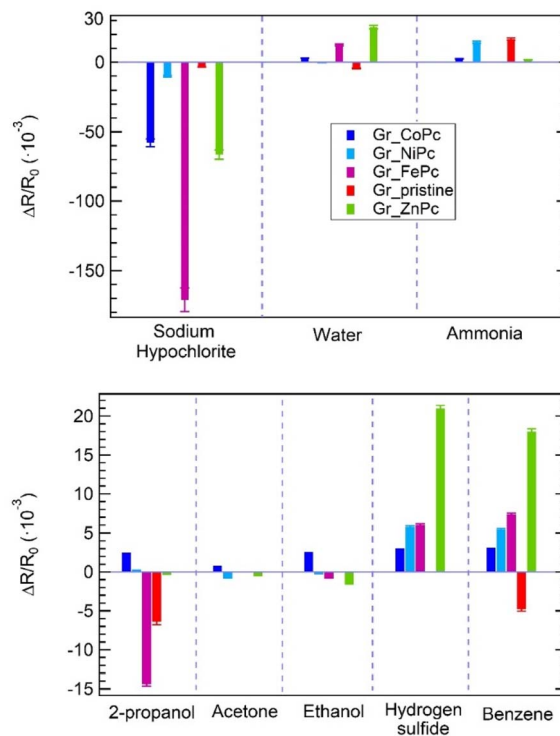 30
0
-50
-100
-150
ΔR/R₀ (·10⁻³)
Gr_CoPc
Gr_NiPc
Gr_FePc
Gr_pristine
Gr_ZnPc
Sodium
Hypochlorite
Water
Ammonia
20
15
10
5
0
-5
-10
-15
ΔR/R₀ (·10⁻³)
2-propanol
Acetone
Ethanol
Hydrogen
sulfide
Benzene